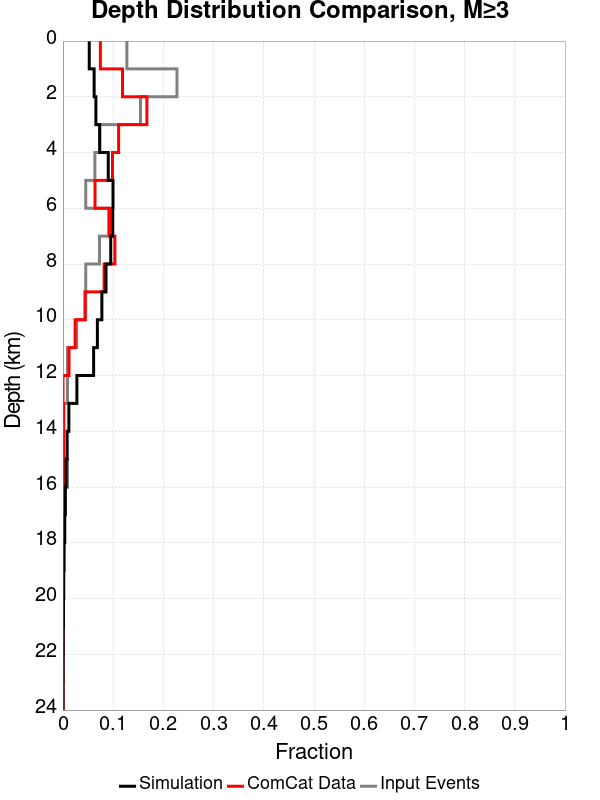 Depth Distribution Comparison, M≥3
0
2
4
6
8
10
12
14
16
18
20
22
24
Depth (km)
0 0.1 0.2 0.3 0.4 0.5 0.6 0.7 0.8 0.9 1
Fraction
Simulation ComCat Data Input Events